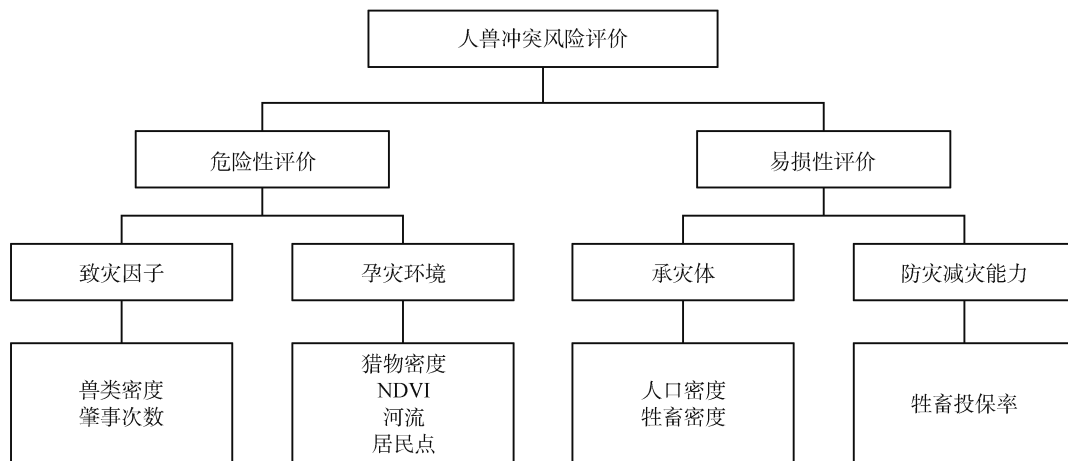 人兽冲突风险评价
危险性评价
易损性评价
致灾因子
孕灾环境
承灾体
防灾减灾能力
兽类密度
肇事次数
猎物密度
NDVI
河流
居民点
人口密度
牲畜密度
牲畜投保率